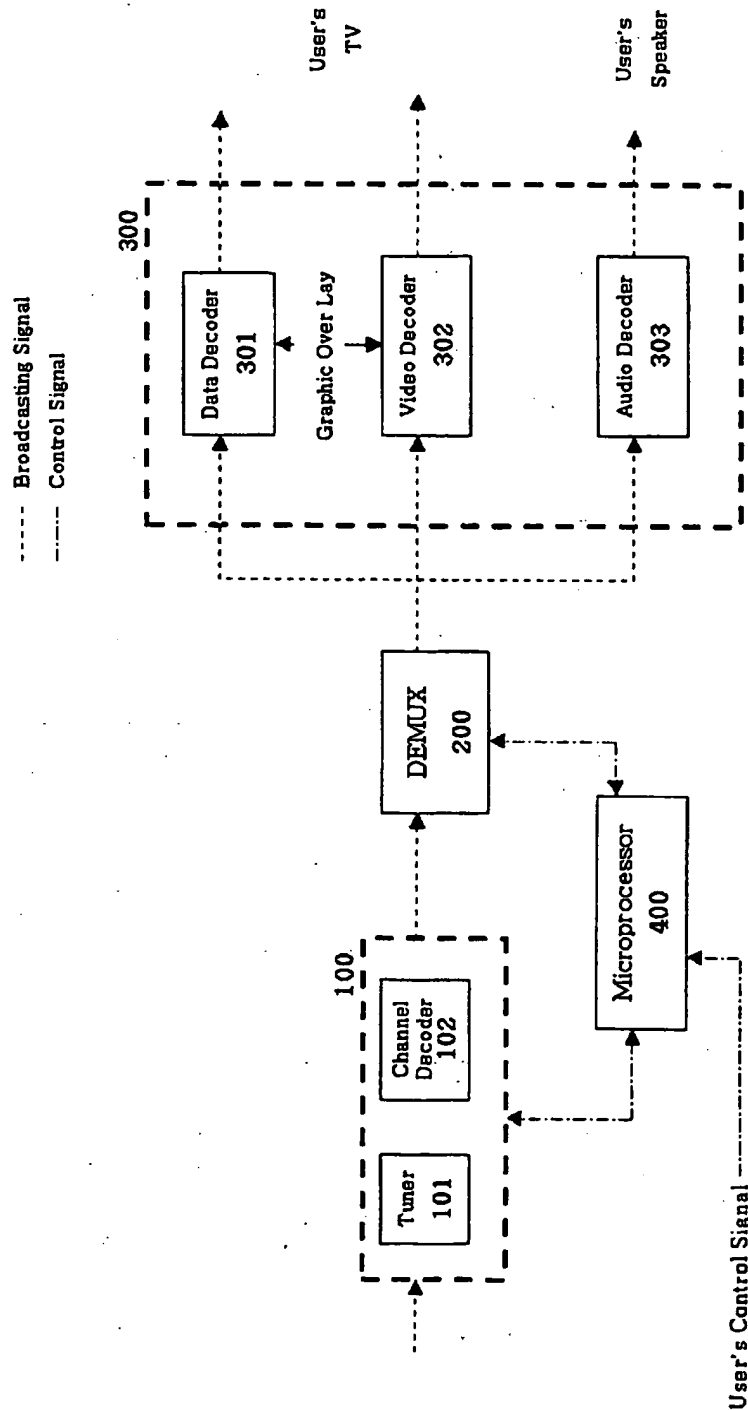 ---- Broadcasting Signal
-·-·- Control Signal
300
Data Decoder
301
User's
TV
Graphic Over Lay
Video Decoder
302
Audio Decoder
303
User's
Speaker
DEMUX
200
100
Tuner
101
Channel
Decoder
102
Microprocessor
400
User's Control Signal